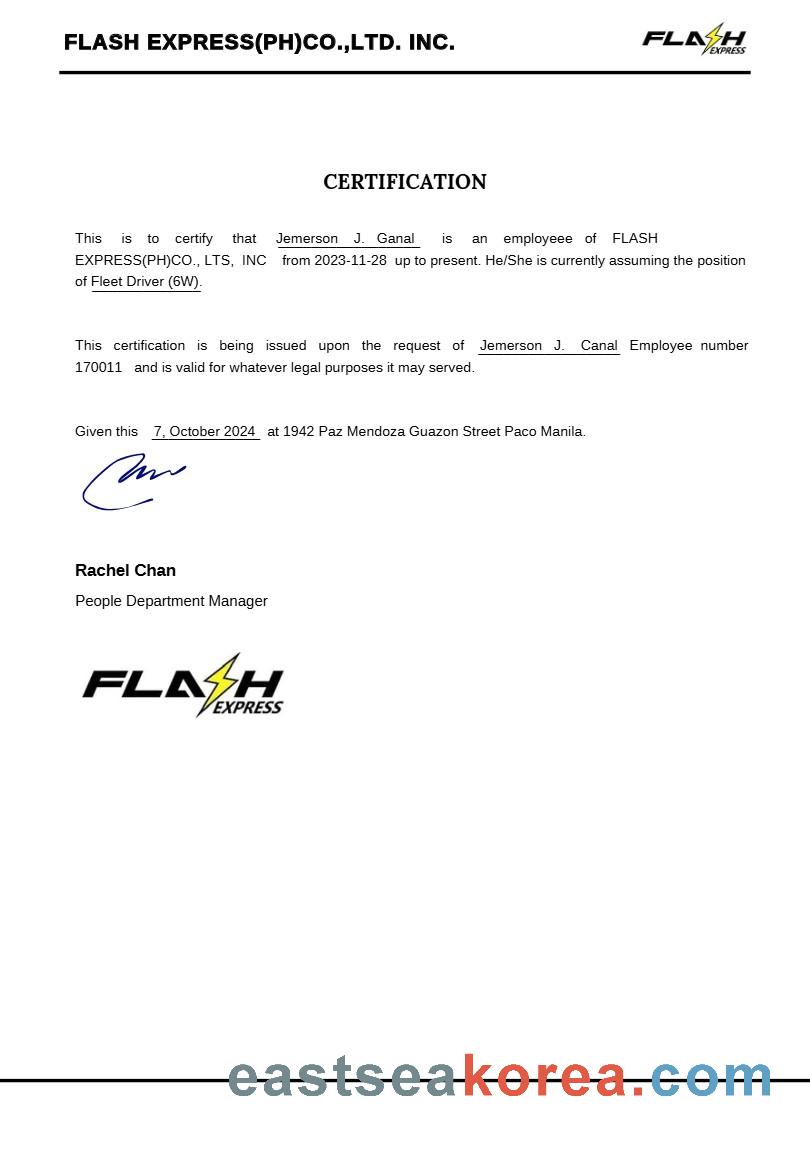 FLASH EXPRESS(PH)CO.,LTD. INC.
FLASH EXPRESS
CERTIFICATION
This is to certify that Jemerson J. Ganal is an employeee of FLASH
EXPRESS(PH)CO., LTS, INC from 2023-11-28 up to present. He/She is currently assuming the position
of Fleet Driver (6W).
This certification is being issued upon the request of Jemerson J. Canal Employee number
170011 and is valid for whatever legal purposes it may served.
Given this 7, October 2024 at 1942 Paz Mendoza Guazon Street Paco Manila.
Rachel Chan
People Department Manager
FLASH EXPRESS
eastseakorea.com